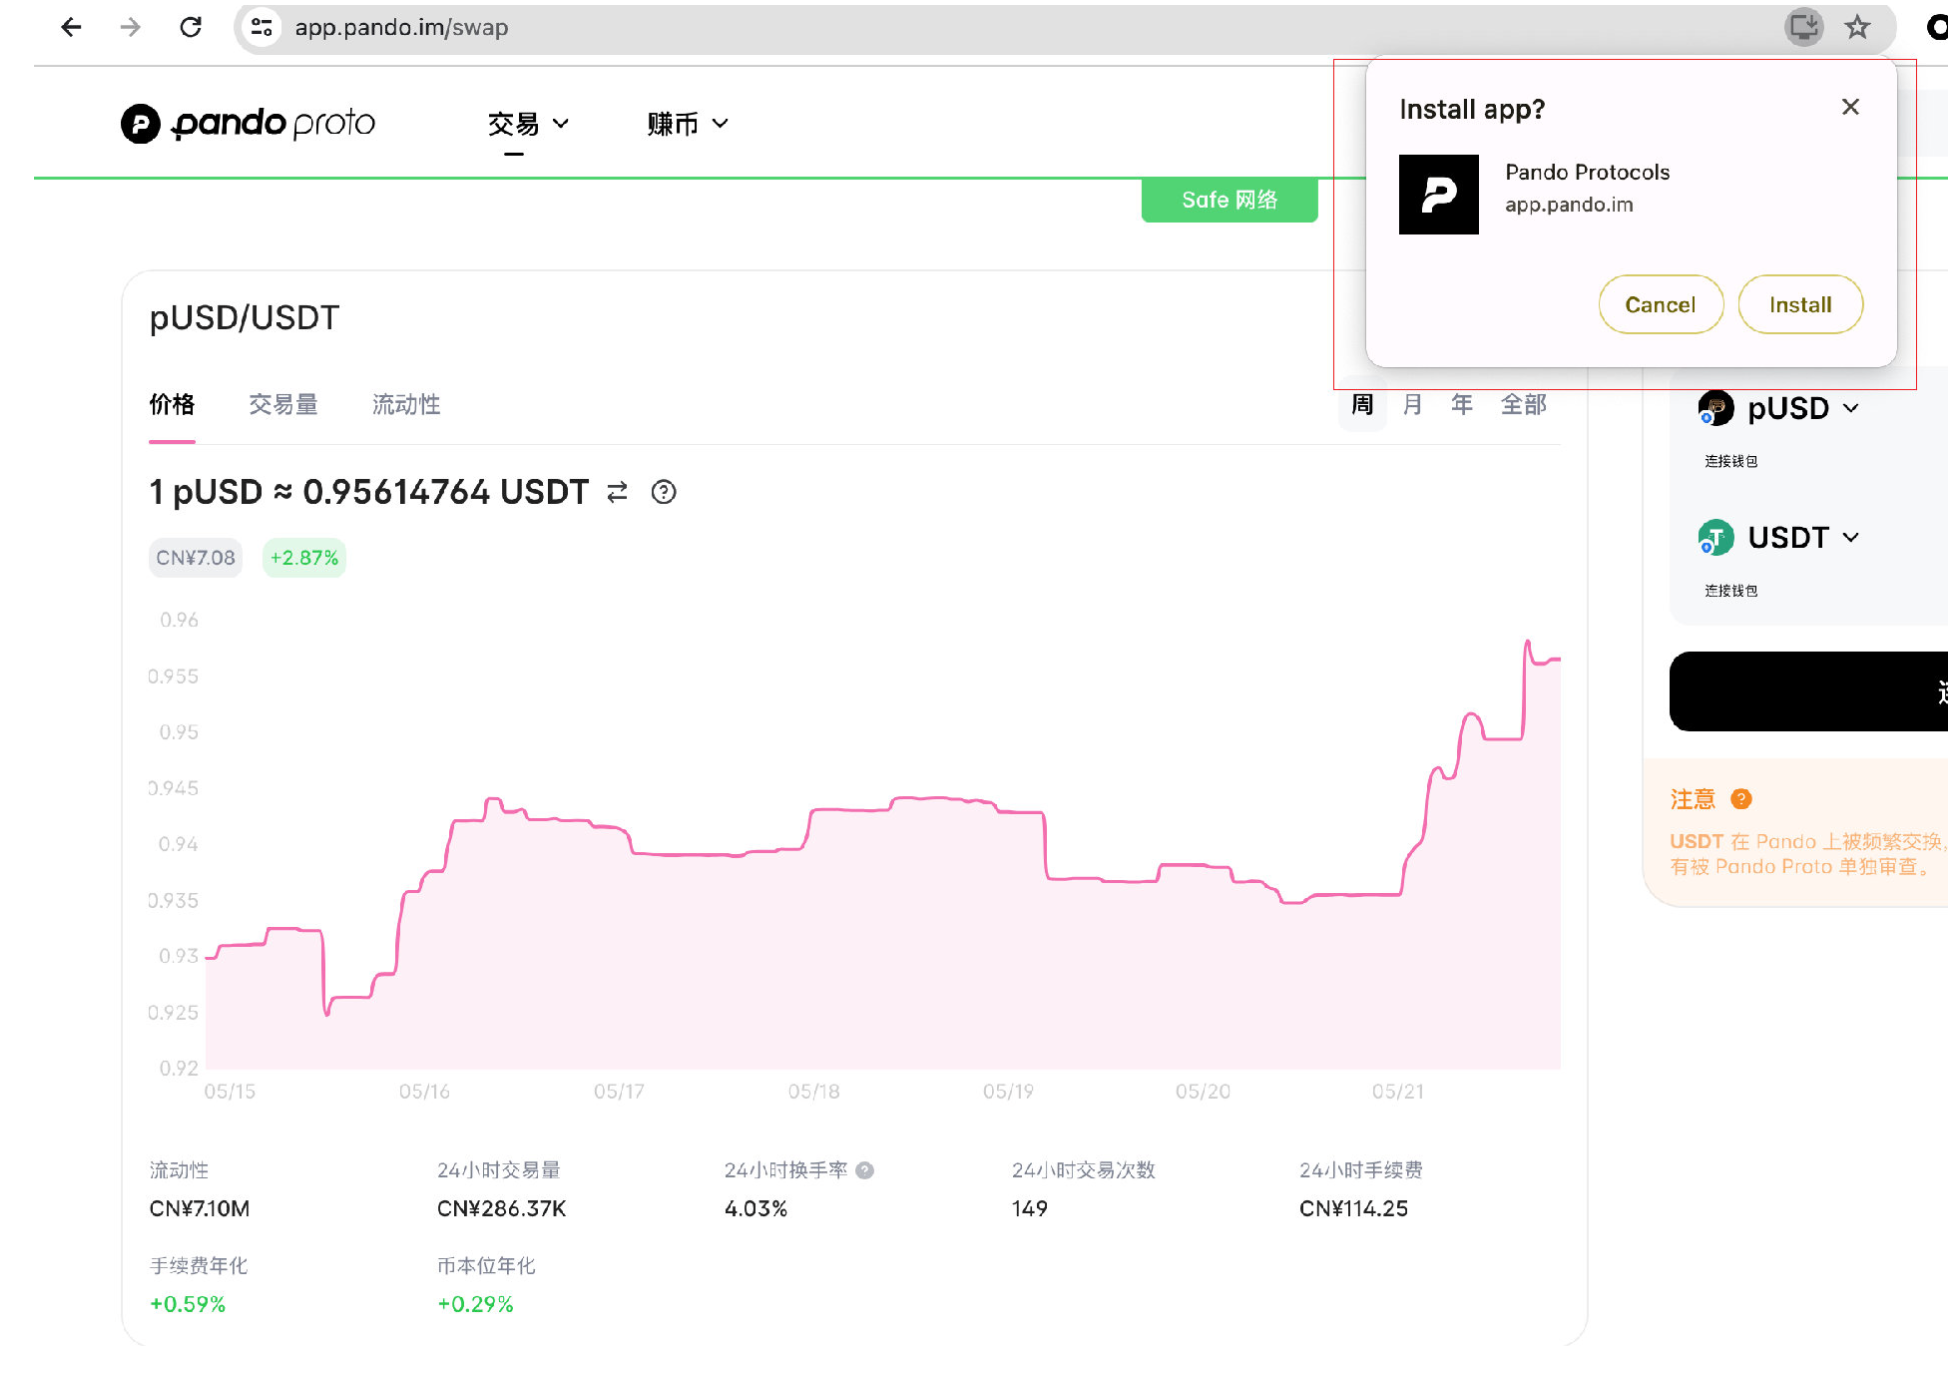 app.pando.im/swap
pando proto
交易
赚币
Install app?
Pando Protocols
app.pando.im
Cancel
Install
Safe 网络
pUSD/USDT
价格
交易量
流动性
周
月
年
全部
1 pUSD ≈ 0.95614764 USDT
CN¥7.08
+2.87%
0.96
0.955
0.95
0.945
0.94
0.935
0.93
0.925
0.92
05/15
05/16
05/17
05/18
05/19
05/20
05/21
流动性
CN¥7.10M
24小时交易量
CN¥286.37K
24小时换手率
4.03%
24小时交易次数
149
24小时手续费
CN¥114.25
手续费年化
+0.59%
币本位年化
+0.29%
pUSD
连接钱包
USDT
连接钱包
注意
USDT 在 Pando 上被频繁交换,
有被 Pando Proto 单独审查。